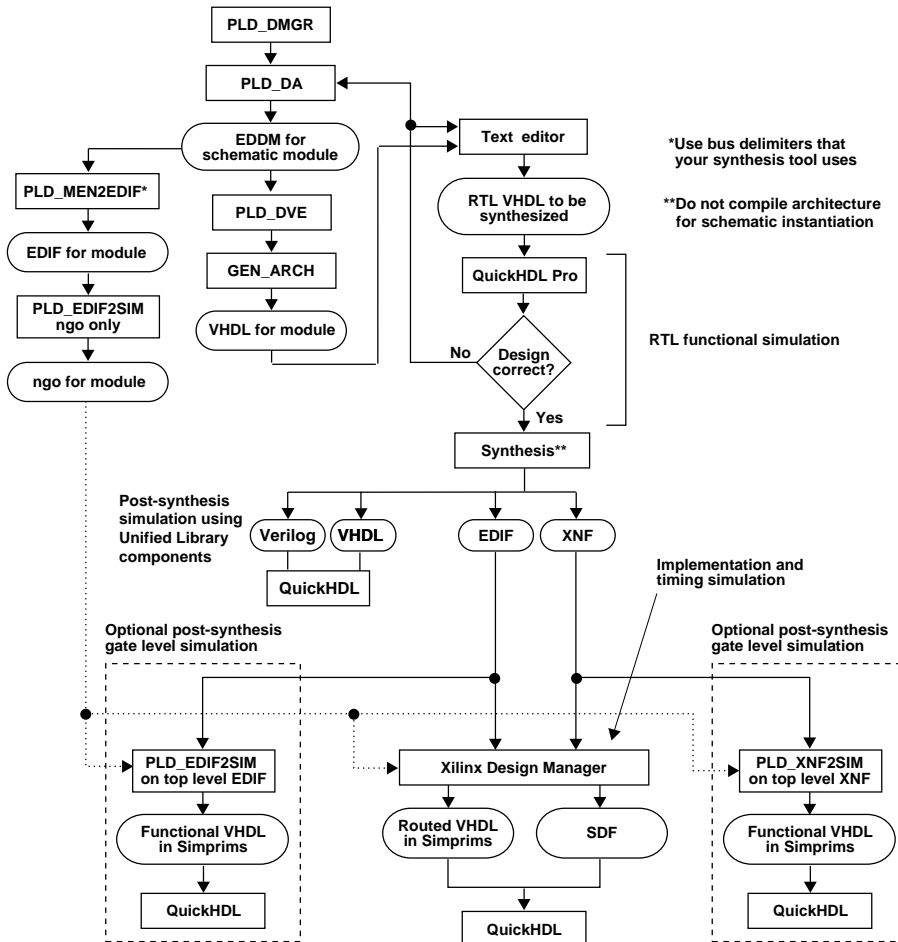 PLD_DMGR
PLD_DA
EDDM for
schematic module
Text editor
*Use bus delimiters that
your synthesis tool uses
PLD_MEN2EDIF*
PLD_DVE
RTL VHDL to be
synthesized
**Do not compile architecture
for schematic instantiation
EDIF for module
GEN_ARCH
QuickHDL Pro
PLD_EDIF2SIM
ngo only
VHDL for module
RTL functional simulation
No
Design
correct?
ngo for module
Yes
Synthesis**
Post-synthesis
simulation using
Unified Library
components
Verilog
VHDL
EDIF
XNF
QuickHDL
Implementation and
timing simulation
Optional post-synthesis
gate level simulation
Optional post-synthesis
gate level simulation
PLD_EDIF2SIM
on top level EDIF
Xilinx Design Manager
PLD_XNF2SIM
on top level XNF
Functional VHDL
in Simprims
Routed VHDL
in Simprims
SDF
Functional VHDL
in Simprims
QuickHDL
QuickHDL
QuickHDL